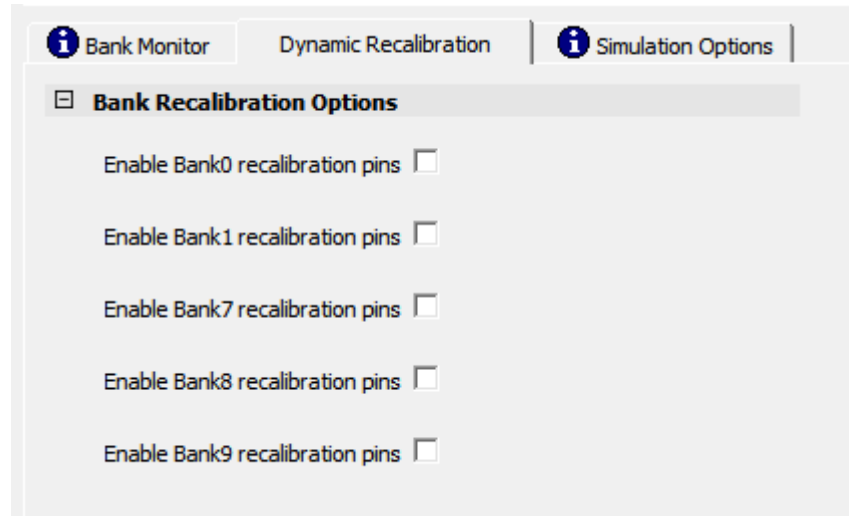 Bank Monitor Dynamic Recalibration Simulation Options
Bank Recalibration Options
Enable Bank0 recalibration pins
Enable Bank1 recalibration pins
Enable Bank7 recalibration pins
Enable Bank8 recalibration pins
Enable Bank9 recalibration pins